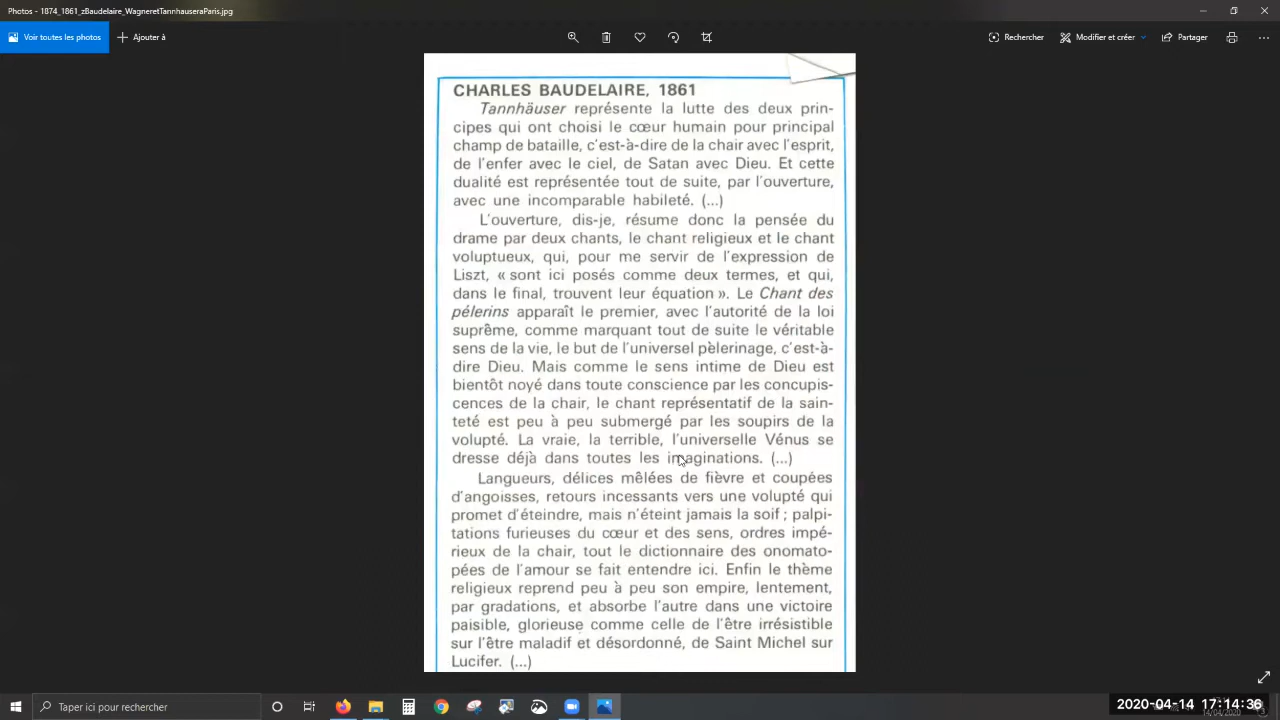 Photos - 1874_1861_zBaudelaire_WagneretTannhauseraParis.jpg
Voir toutes les photos
Ajouter à
Rechercher
Modifier et créer
Partager
CHARLES BAUDELAIRE, 1861
Tannhäuser représente la lutte des deux prin-
cipes qui ont choisi le cœur humain pour principal
champ de bataille, c'est-à-dire de la chair avec l'esprit,
de l'enfer avec le ciel, de Satan avec Dieu. Et cette
dualité est représentée tout de suite, par l'ouverture,
avec une incomparable habileté. (...)
L'ouverture, dis-je, résume donc la pensée du
drame par deux chants, le chant religieux et le chant
voluptueux, qui, pour me servir de l'expression de
Liszt, « sont ici posés comme deux termes, et qui,
dans le final, trouvent leur équation ». Le Chant des
pélerins apparaît le premier, avec l'autorité de la loi
suprême, comme marquant tout de suite le véritable
sens de la vie, le but de l'universel pèlerinage, c'est-à-
dire Dieu. Mais comme le sens intime de Dieu est
bientôt noyé dans toute conscience par les concupis-
cences de la chair, le chant représentatif de la sain-
teté est peu à peu submergé par les soupirs de la
volupté. La vraie, la terrible, l'universelle Vénus se
dresse déjà dans toutes les imaginations. (...)
Langueurs, délices mêlées de fièvre et coupées
d'angoisses, retours incessants vers une volupté qui
promet d'éteindre, mais n'éteint jamais la soif ; palpi-
tations furieuses du cœur et des sens, ordres impé-
rieux de la chair, tout le dictionnaire des onomato-
pées de l'amour se fait entendre ici. Enfin le thème
religieux reprend peu à peu son empire, lentement,
par gradations, et absorbe l'autre dans une victoire
paisible, glorieuse comme celle de l'être irrésistible
sur l'être maladif et désordonné, de Saint Michel sur
Lucifer. (...)
Taper ici pour rechercher
2020-04-14 17:14:36
14/04/2020